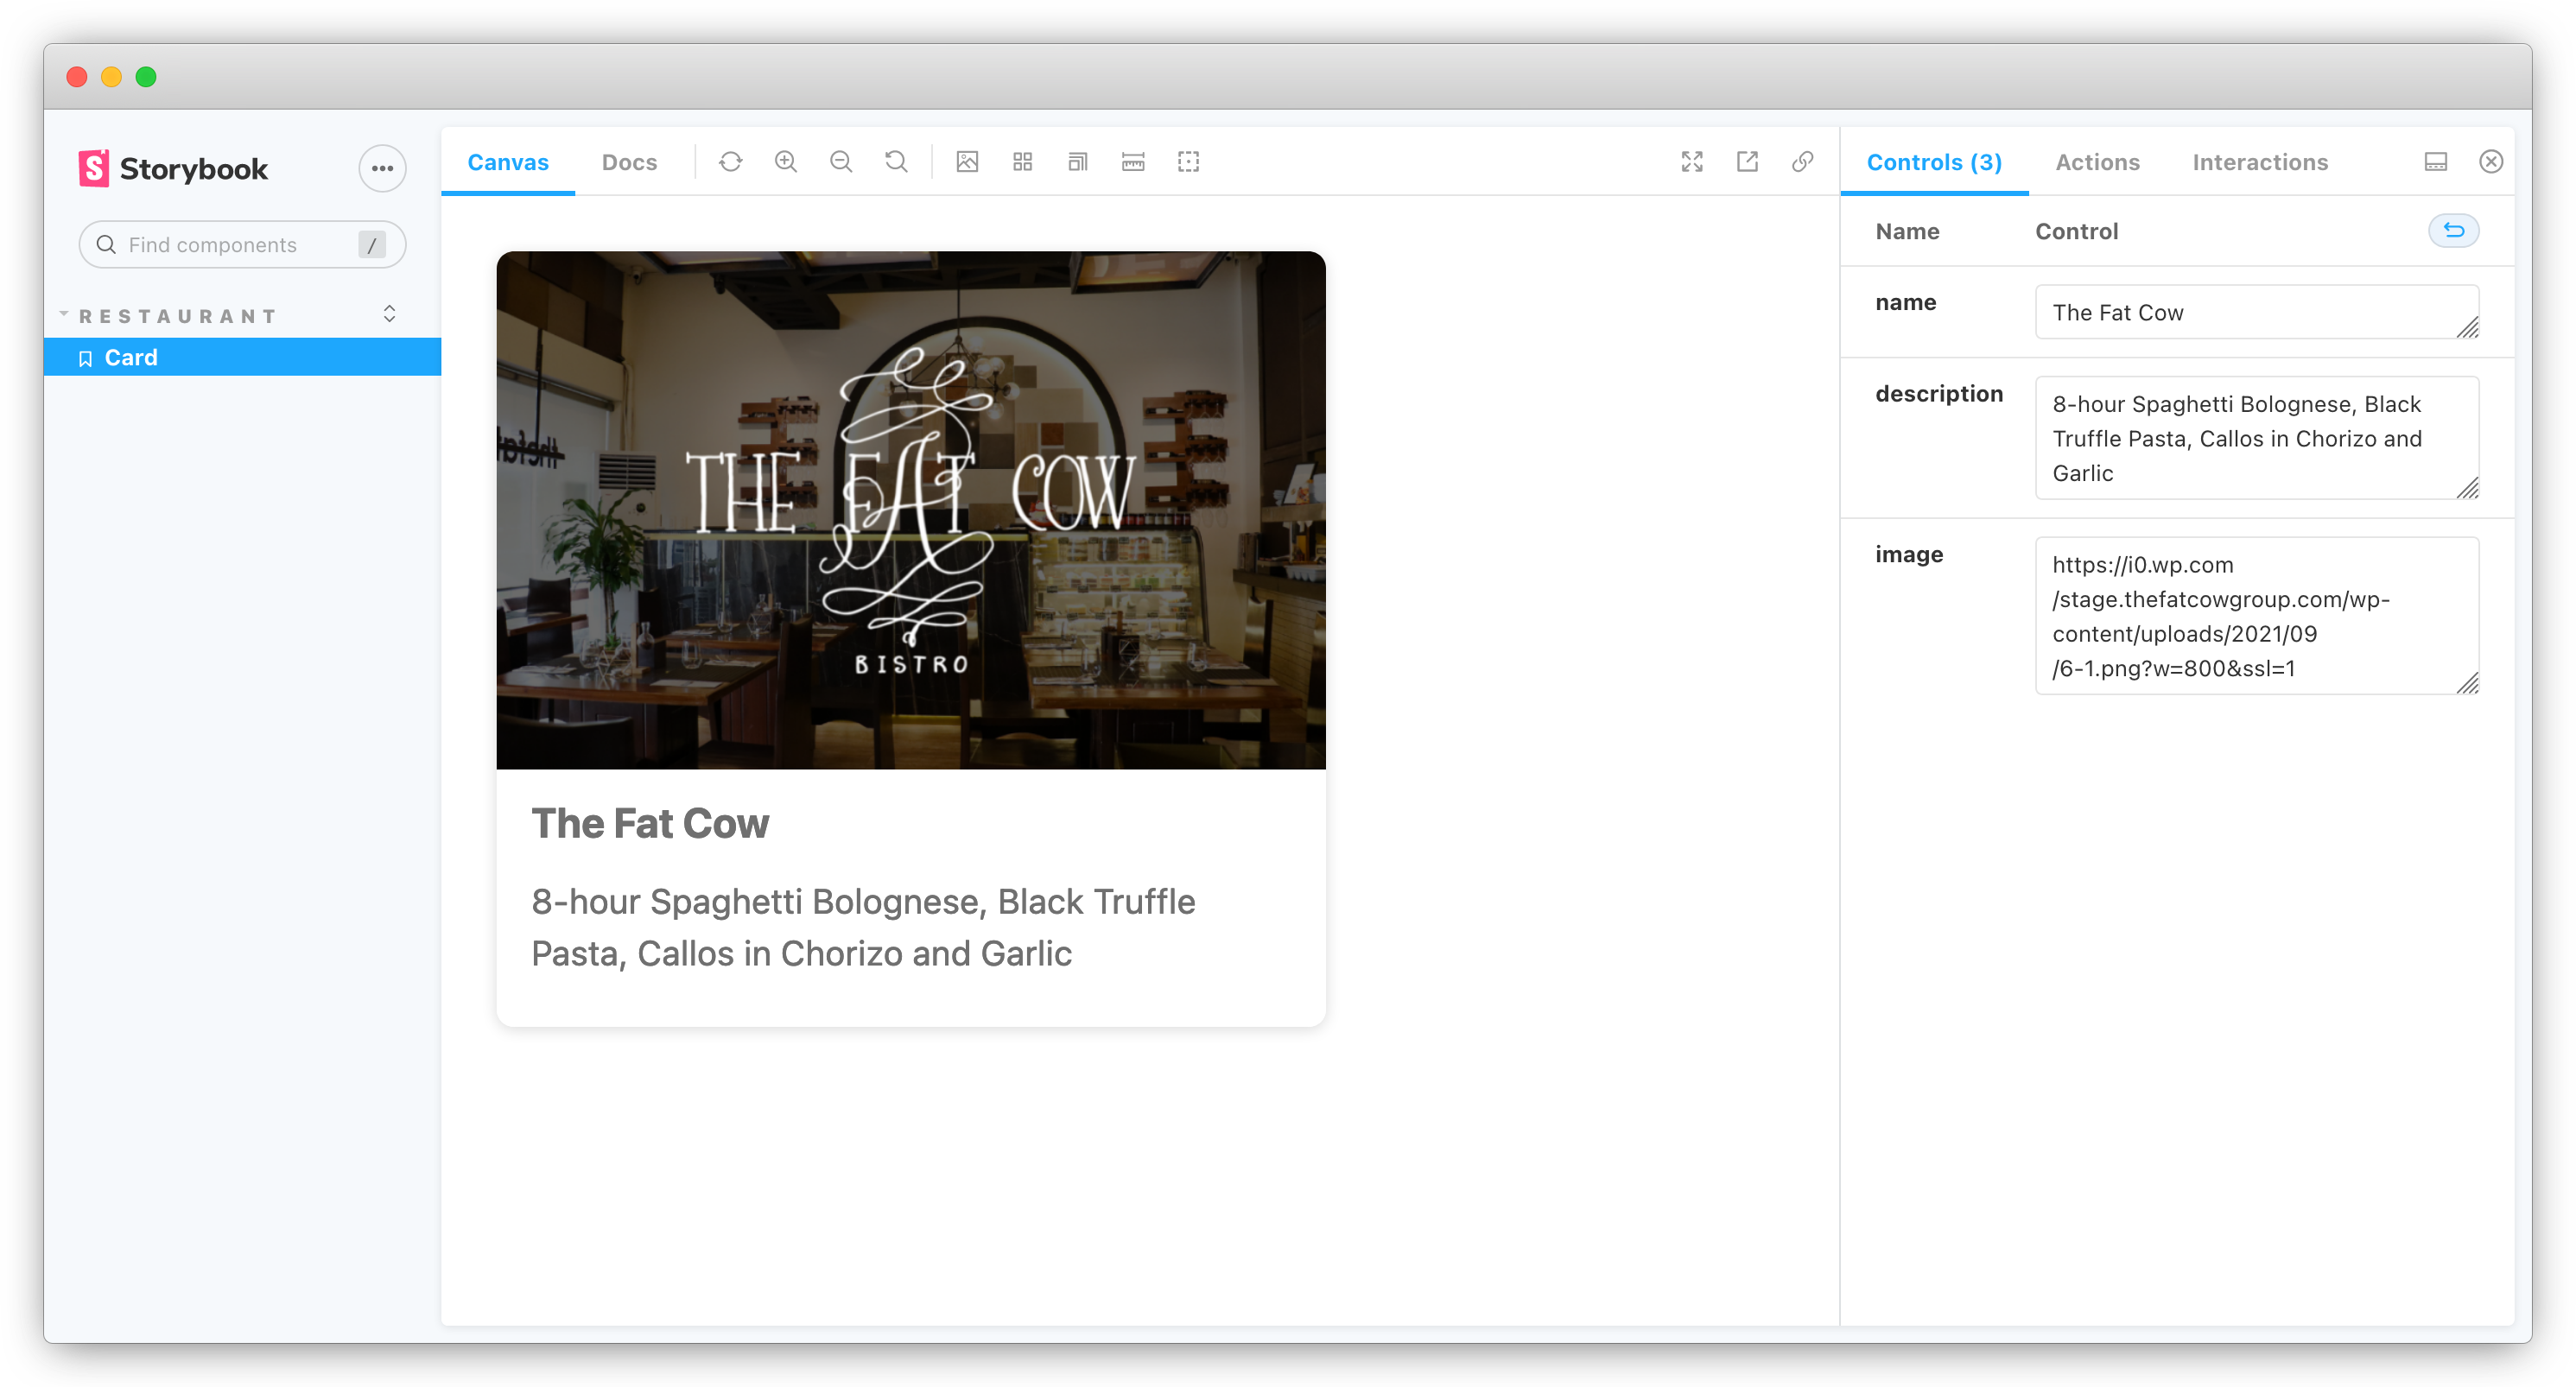 Storybook
Find components /
RESTAURANT
Card
Canvas Docs
THE FAT COW
BISTRO
The Fat Cow
8-hour Spaghetti Bolognese, Black Truffle
Pasta, Callos in Chorizo and Garlic
Controls (3) Actions Interactions
Name Control
name The Fat Cow
description 8-hour Spaghetti Bolognese, Black
Truffle Pasta, Callos in Chorizo and
Garlic
image https://i0.wp.com
/stage.thefatcowgroup.com/wp-
content/uploads/2021/09
/6-1.png?w=800&ssl=1